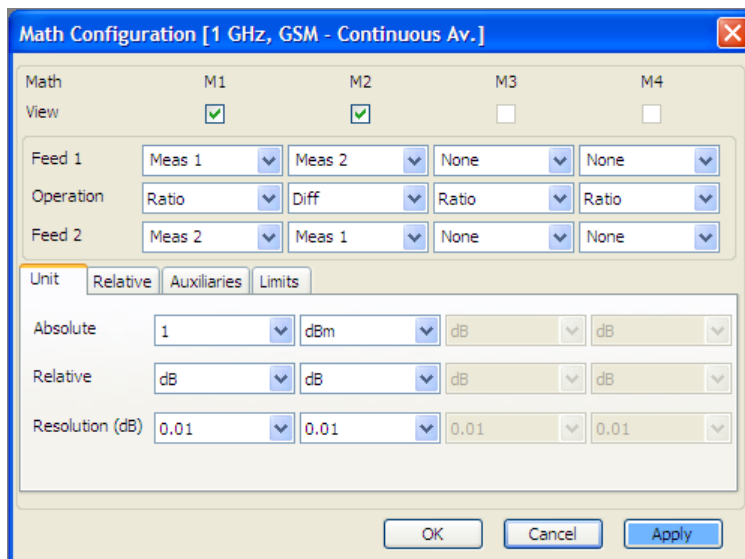 Math Configuration [1 GHz, GSM - Continuous Av.]
Math M1 M2 M3 M4
View
Feed 1 Meas 1 Meas 2 None None
Operation Ratio Diff Ratio Ratio
Feed 2 Meas 2 Meas 1 None None
Unit Relative Auxiliaries Limits
Absolute 1 dBm dB dB
Relative dB dB dB dB
Resolution (dB) 0.01 0.01 0.01 0.01
OK Cancel Apply